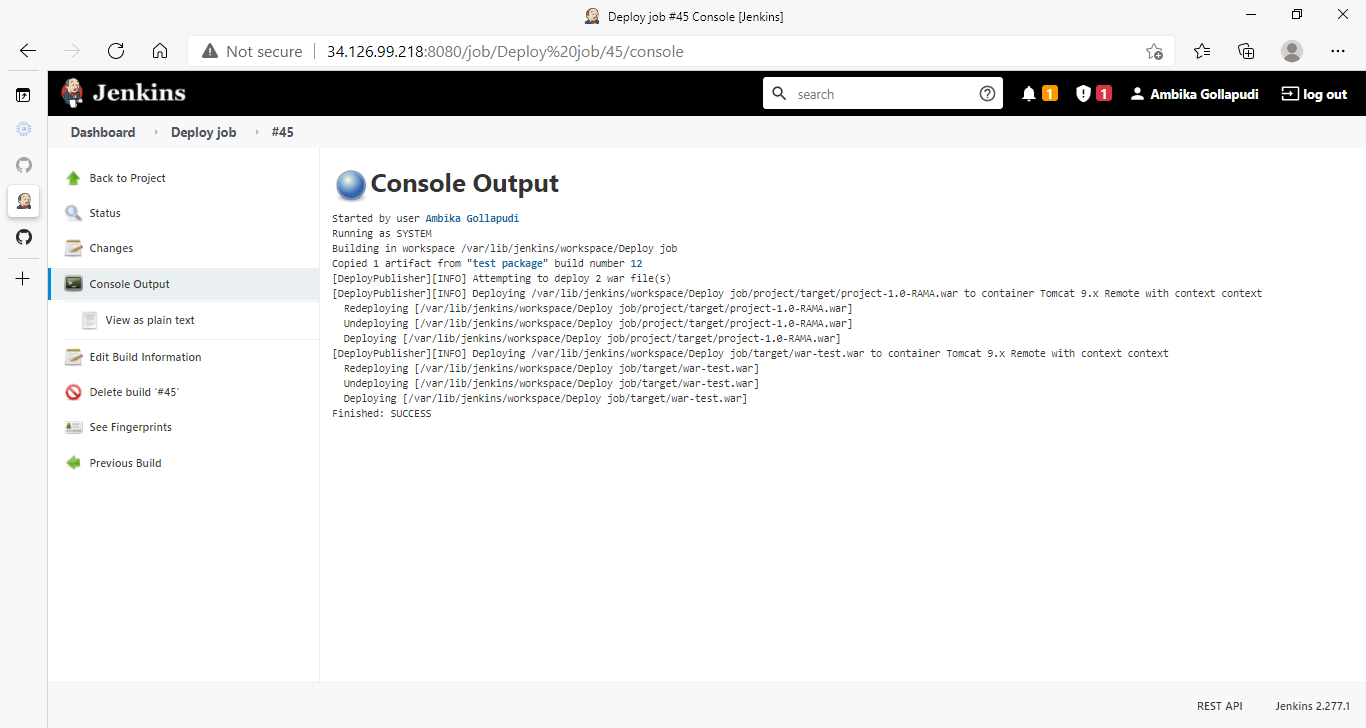 Deploy job #45 Console [Jenkins]
Not secure | 34.126.99.218:8080/job/Deploy%20job/45/console
Jenkins
search
1
1
Ambika Gollapudi
log out
Dashboard
Deploy job
#45
Back to Project
Status
Changes
Console Output
View as plain text
Edit Build Information
Delete build ‘#45’
See Fingerprints
Previous Build
Console Output
Started by user Ambika Gollapudi
Running as SYSTEM
Building in workspace /var/lib/jenkins/workspace/Deploy job
Copied 1 artifact from "test package" build number 12
[DeployPublisher][INFO] Attempting to deploy 2 war file(s)
[DeployPublisher][INFO] Deploying /var/lib/jenkins/workspace/Deploy job/project/target/project-1.0-RAMA.war to container Tomcat 9.x Remote with context context
Redeploying [/var/lib/jenkins/workspace/Deploy job/project/target/project-1.0-RAMA.war]
Undeploying [/var/lib/jenkins/workspace/Deploy job/project/target/project-1.0-RAMA.war]
Deploying [/var/lib/jenkins/workspace/Deploy job/project/target/project-1.0-RAMA.war]
[DeployPublisher][INFO] Deploying /var/lib/jenkins/workspace/Deploy job/target/war-test.war to container Tomcat 9.x Remote with context context
Redeploying [/var/lib/jenkins/workspace/Deploy job/target/war-test.war]
Undeploying [/var/lib/jenkins/workspace/Deploy job/target/war-test.war]
Deploying [/var/lib/jenkins/workspace/Deploy job/target/war-test.war]
Finished: SUCCESS
REST API
Jenkins 2.277.1